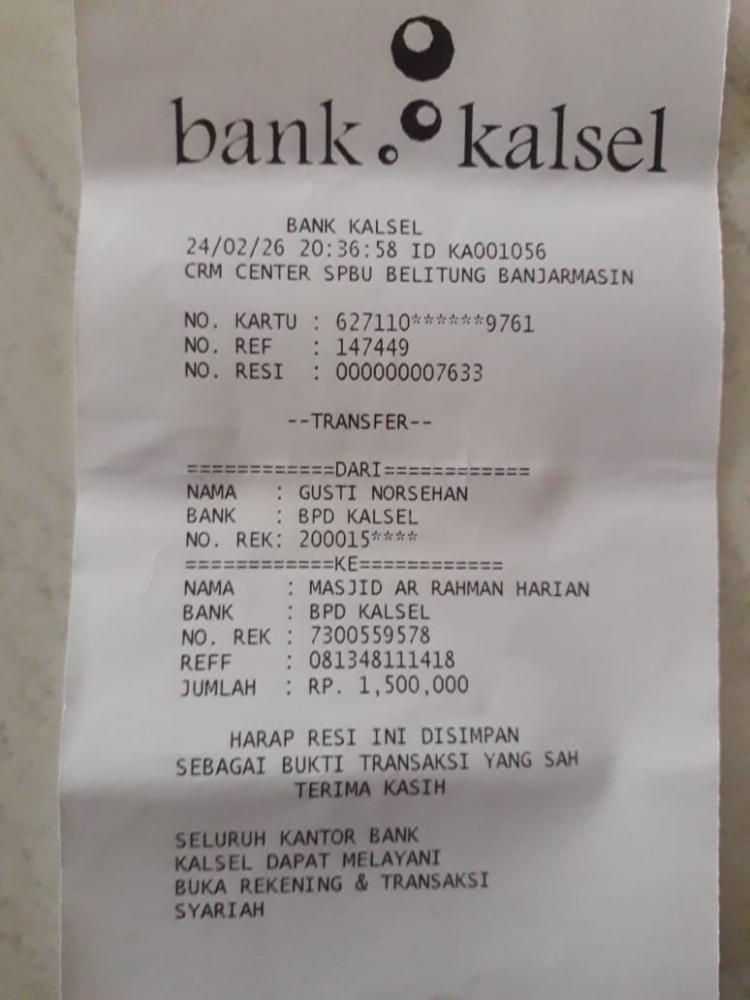 bank kalsel
BANK KALSEL
24/02/26 20:36:58 ID KA001056
CRM CENTER SPBU BELITUNG BANJARMASIN
NO. KARTU : 627110******9761
NO. REF : 147449
NO. RESI : 000000007633
--TRANSFER--
============DARI============
NAMA : GUSTI NORSEHAN
BANK : BPD KALSEL
NO. REK: 200015****
============KE============
NAMA : MASJID AR RAHMAN HARIAN
BANK : BPD KALSEL
NO. REK : 7300559578
REFF : 081348111418
JUMLAH : RP. 1,500,000
HARAP RESI INI DISIMPAN
SEBAGAI BUKTI TRANSAKSI YANG SAH
TERIMA KASIH
SELURUH KANTOR BANK
KALSEL DAPAT MELAYANI
BUKA REKENING & TRANSAKSI
SYARIAH